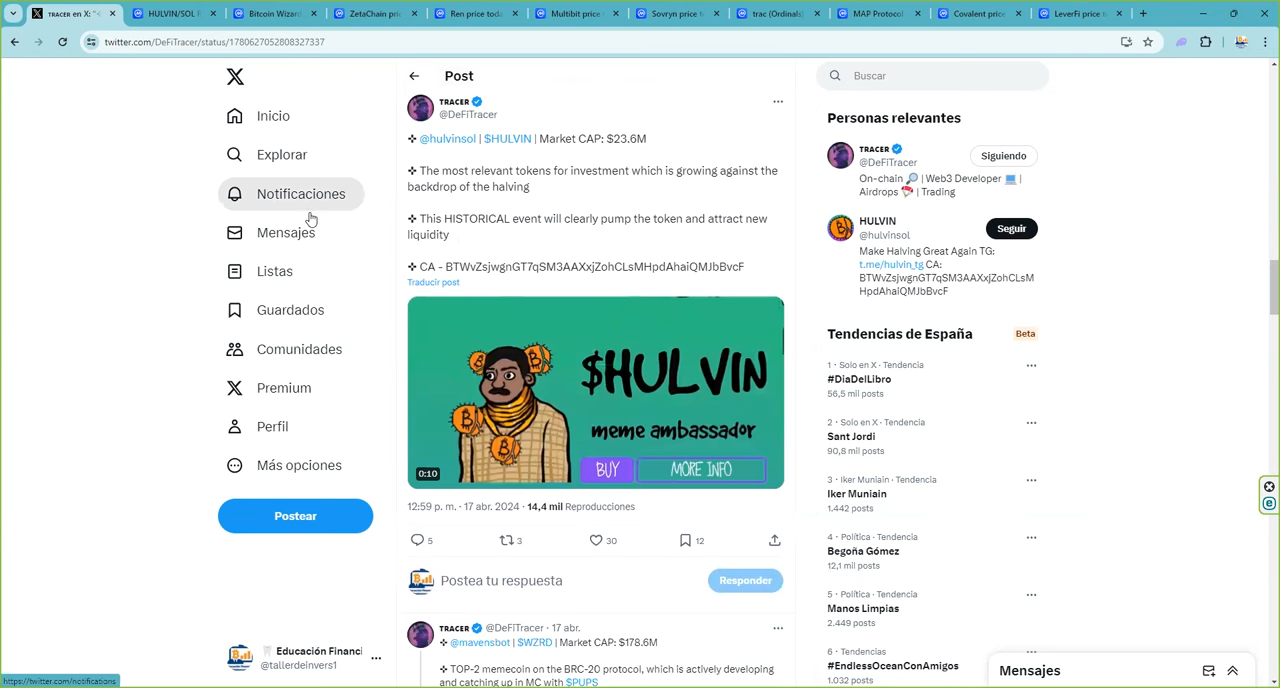 TRACER en X: "
HULVIN/SOL R
Bitcoin Wizard
ZetaChain pric
Ren price toda
Multibit price
Sovryn price to
trac (Ordinals)
MAP Protocol
Covalent price
LeverFi price t
twitter.com/DeFiTracer/status/1780627052808327337
Inicio
Explorar
Notificaciones
Mensajes
Listas
Guardados
Comunidades
Premium
Perfil
Más opciones
Postear
Educación Financi
@tallerdeinvers1
https://twitter.com/notifications
Post
TRACER
@DeFiTracer
@hulvinsol | $HULVIN | Market CAP: $23.6M
The most relevant tokens for investment which is growing against the
backdrop of the halving
This HISTORICAL event will clearly pump the token and attract new
liquidity
CA - BTWvZsjwgnGT7qSM3AAXxjZohCLsMHpdAhaiQMJbBvcF
Traducir post
$HULVIN
meme ambassador
BUY MORE INFO
0:10
12:59 p. m. · 17 abr. 2024 · 14,4 mil Reproducciones
5 3 30 12
Postea tu respuesta
Responder
TRACER @DeFiTracer · 17 abr.
@mavensbot | $WZRD | Market CAP: $178.6M
TOP-2 memecoin on the BRC-20 protocol, which is actively developing
and catching up in MC with $PUPS
Buscar
Personas relevantes
TRACER
@DeFiTracer
Siguiendo
On-chain | Web3 Developer |
Airdrops | Trading
HULVIN
@hulvinsol
Seguir
Make Halving Great Again TG:
t.me/hulvin_tg CA:
BTWvZsjwgnGT7qSM3AAXxjZohCLsM
HpdAhaiQMJbBvcF
Tendencias de España
Beta
1 · Solo en X · Tendencia
#DiaDelLibro
56,5 mil posts
2 · Solo en X · Tendencia
Sant Jordi
90,8 mil posts
3 · Iker Muniain · Tendencia
Iker Muniain
1.442 posts
4 · Política · Tendencia
Begoña Gómez
12,1 mil posts
5 · Política · Tendencia
Manos Limpias
2.449 posts
6 · Tendencias
#EndlessOceanConAmigos
1.032 posts
Mensajes